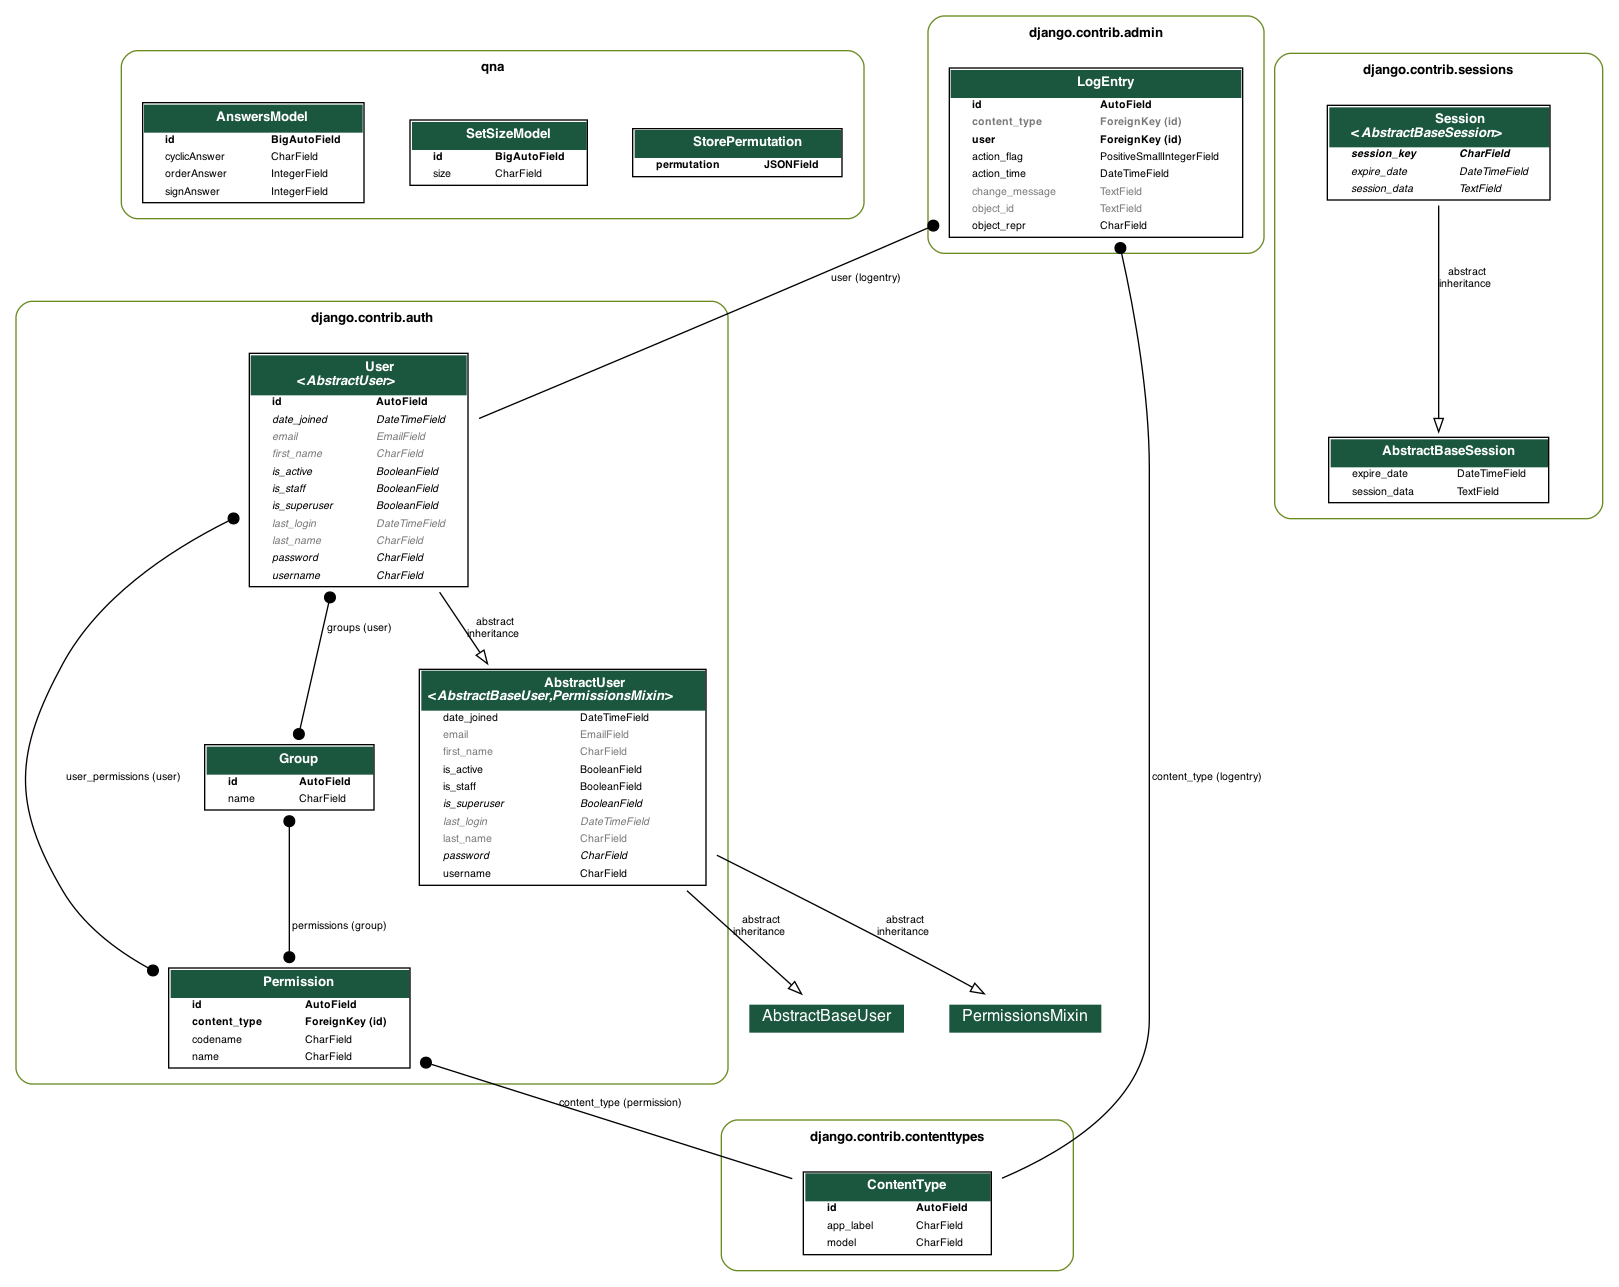 qna
AnswersModel
id BigAutoField
cyclicAnswer CharField
orderAnswer IntegerField
signAnswer IntegerField
SetSizeModel
id BigAutoField
size CharField
StorePermutation
permutation JSONField
django.contrib.admin
LogEntry
id AutoField
content_type ForeignKey (id)
user ForeignKey (id)
action_flag PositiveSmallIntegerField
action_time DateTimeField
change_message TextField
object_id TextField
object_repr CharField
django.contrib.sessions
Session
<AbstractBaseSession>
session_key CharField
expire_date DateTimeField
session_data TextField
abstract
inheritance
AbstractBaseSession
expire_date DateTimeField
session_data TextField
user (logentry)
django.contrib.auth
User
<AbstractUser>
id AutoField
date_joined DateTimeField
email EmailField
first_name CharField
is_active BooleanField
is_staff BooleanField
is_superuser BooleanField
last_login DateTimeField
last_name CharField
password CharField
username CharField
groups (user)
abstract
inheritance
AbstractUser
<AbstractBaseUser,PermissionsMixin>
date_joined DateTimeField
email EmailField
first_name CharField
is_active BooleanField
is_staff BooleanField
is_superuser BooleanField
last_login DateTimeField
last_name CharField
password CharField
username CharField
user_permissions (user)
Group
id AutoField
name CharField
content_type (logentry)
permissions (group)
abstract
inheritance
abstract
inheritance
Permission
id AutoField
content_type ForeignKey (id)
codename CharField
name CharField
AbstractBaseUser
PermissionsMixin
content_type (permission)
django.contrib.contenttypes
ContentType
id AutoField
app_label CharField
model CharField